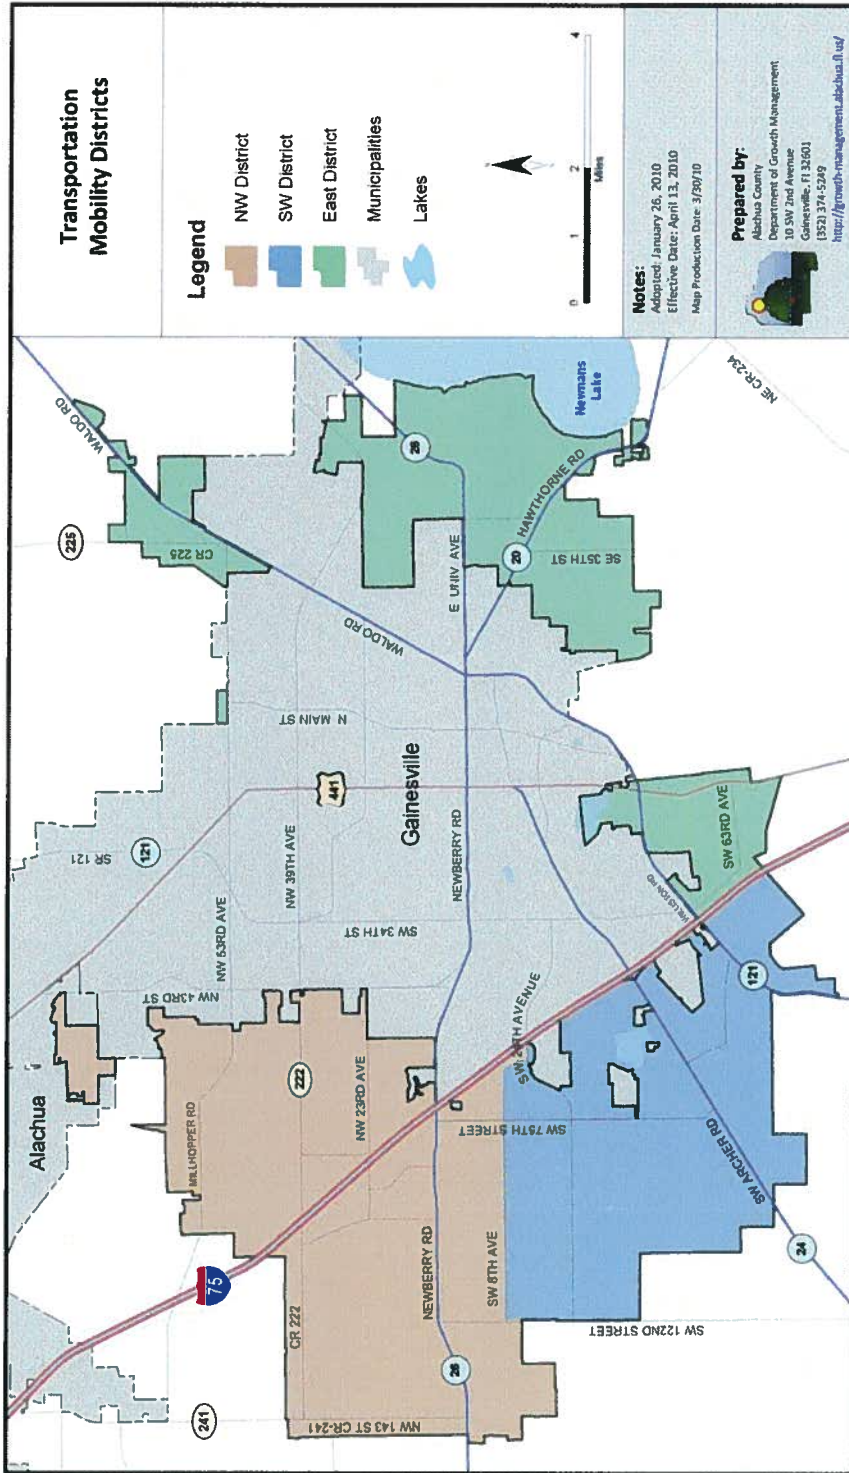 Transportation
Mobility Districts
Legend
NW District
SW District
East District
Municipalities
Lakes
0
1
2
4
Miles
Notes:
Adopted: January 26, 2010
Effective Date: April 13, 2010
Map Production Date: 3/30/10
Prepared by:
Alachua County
Department of Growth Management
10 SW 2nd Avenue
Gainesville, Fl 32601
(352) 374-5249
http://growth-management.alachua.fl.us/
WALDO RD
225
CR 225
26
Newmans
Lake
NE CR-234
HAWTHORNE RD
20
SE 35TH ST
E UNIV AVE
WALDO RD
N MAIN ST
441
Gainesville
SR 121
121
NW 39TH AVE
NW 53RD AVE
NEWBERRY RD
SW 34TH ST
SW 63RD AVE
WILLISTON RD
NW 43RD ST
Alachua
MILLHOPPER RD
222
NW 23RD AVE
SW 24TH AVENUE
121
SW 75TH STREET
SW ARCHER RD
24
75
CR 222
NEWBERRY RD
SW 8TH AVE
SW 122ND STREET
26
241
NW 143 ST CR-241